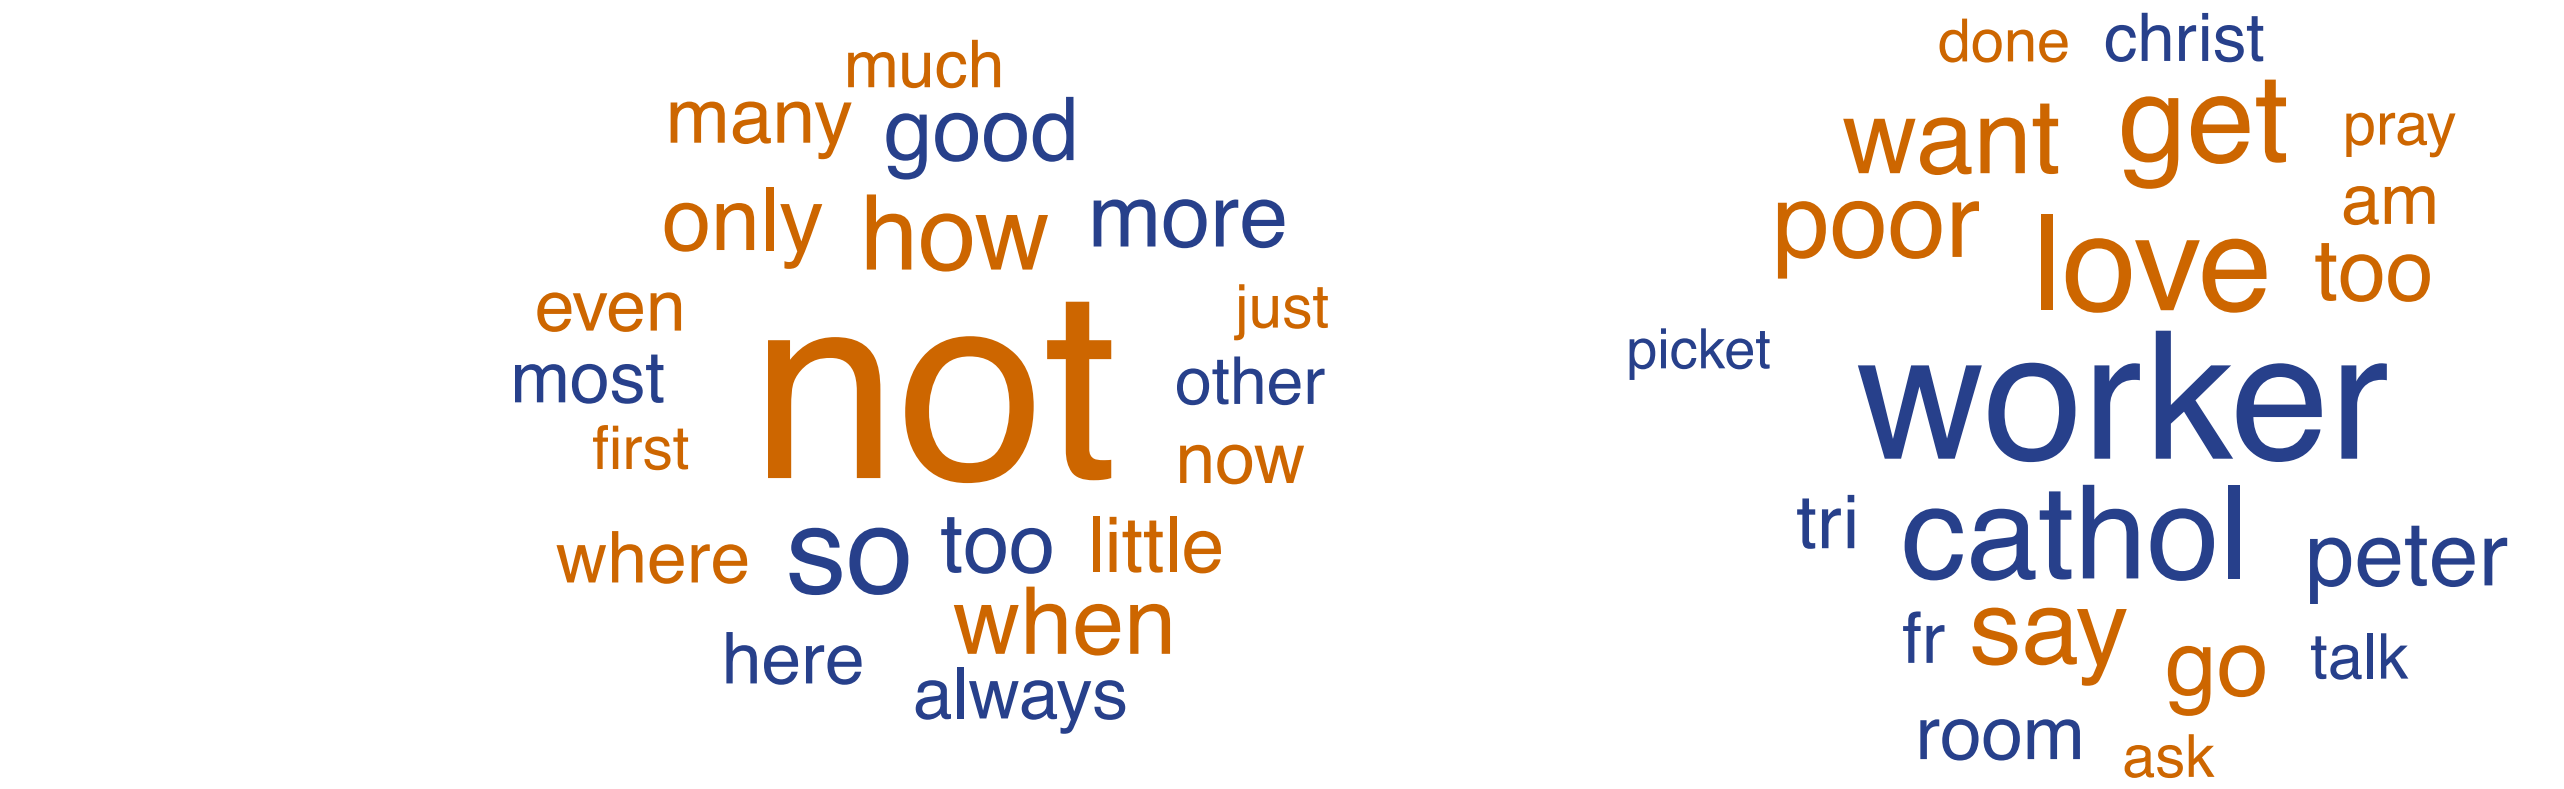 much
many good
only how more
even just
most not other
first now
where so too little
when
here
always
done christ
want get pray
poor love am
too
picket worker
tri cathol peter
fr say go talk
room ask